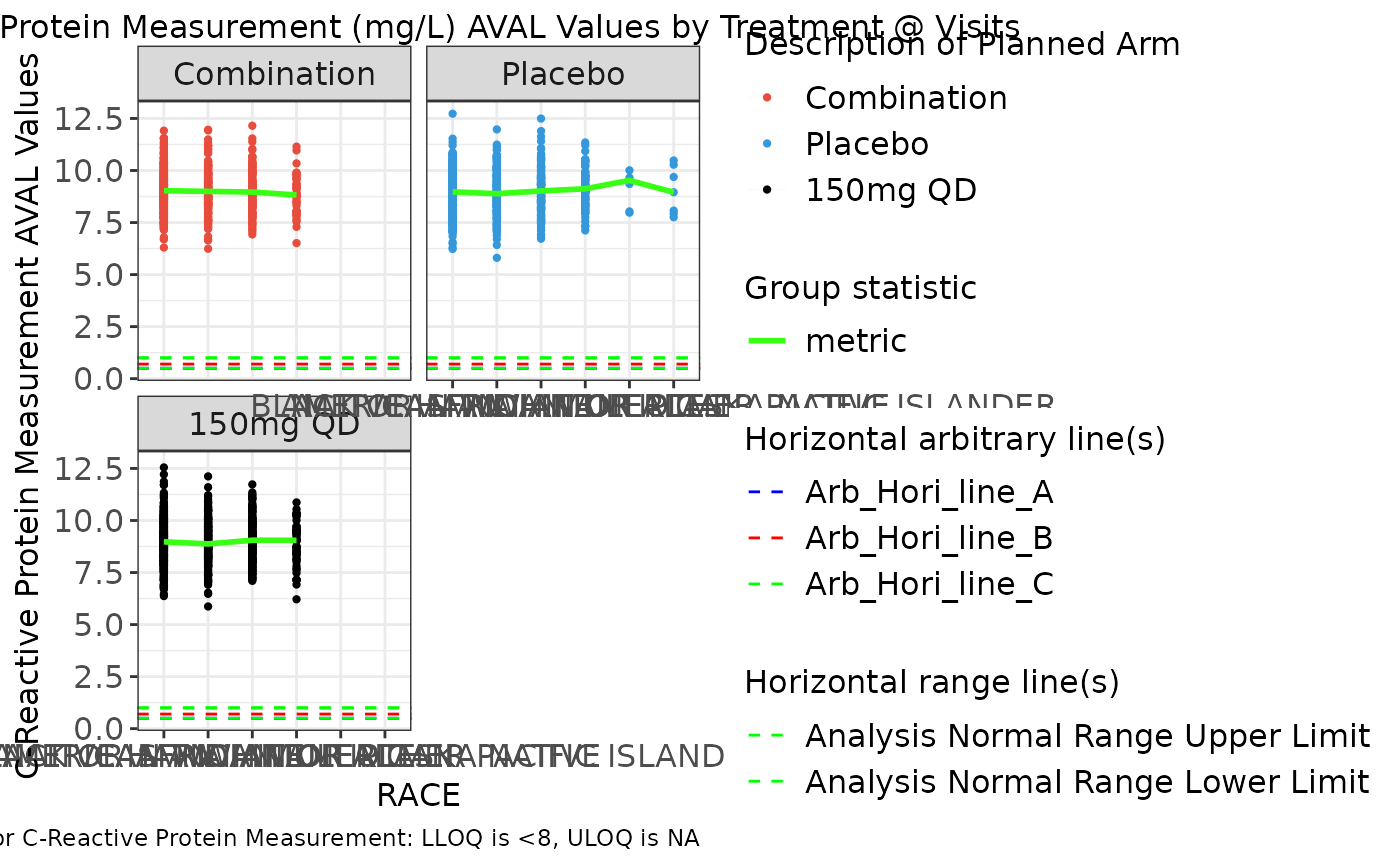 Protein Measurement (mg/L) AVAL Values by Treatment @ Visits
C-Reactive Protein Measurement AVAL Values
Combination
Placebo
12.5
10.0
7.5
5.0
2.5
0.0
150mg QD
12.5
10.0
7.5
5.0
2.5
0.0
RACE
or C-Reactive Protein Measurement: LLOQ is <8, ULOQ is NA
Description of Planned Arm
Combination
Placebo
150mg QD
Group statistic
metric
Horizontal arbitrary line(s)
Arb_Hori_line_A
Arb_Hori_line_B
Arb_Hori_line_C
Horizontal range line(s)
Analysis Normal Range Upper Limit
Analysis Normal Range Lower Limit